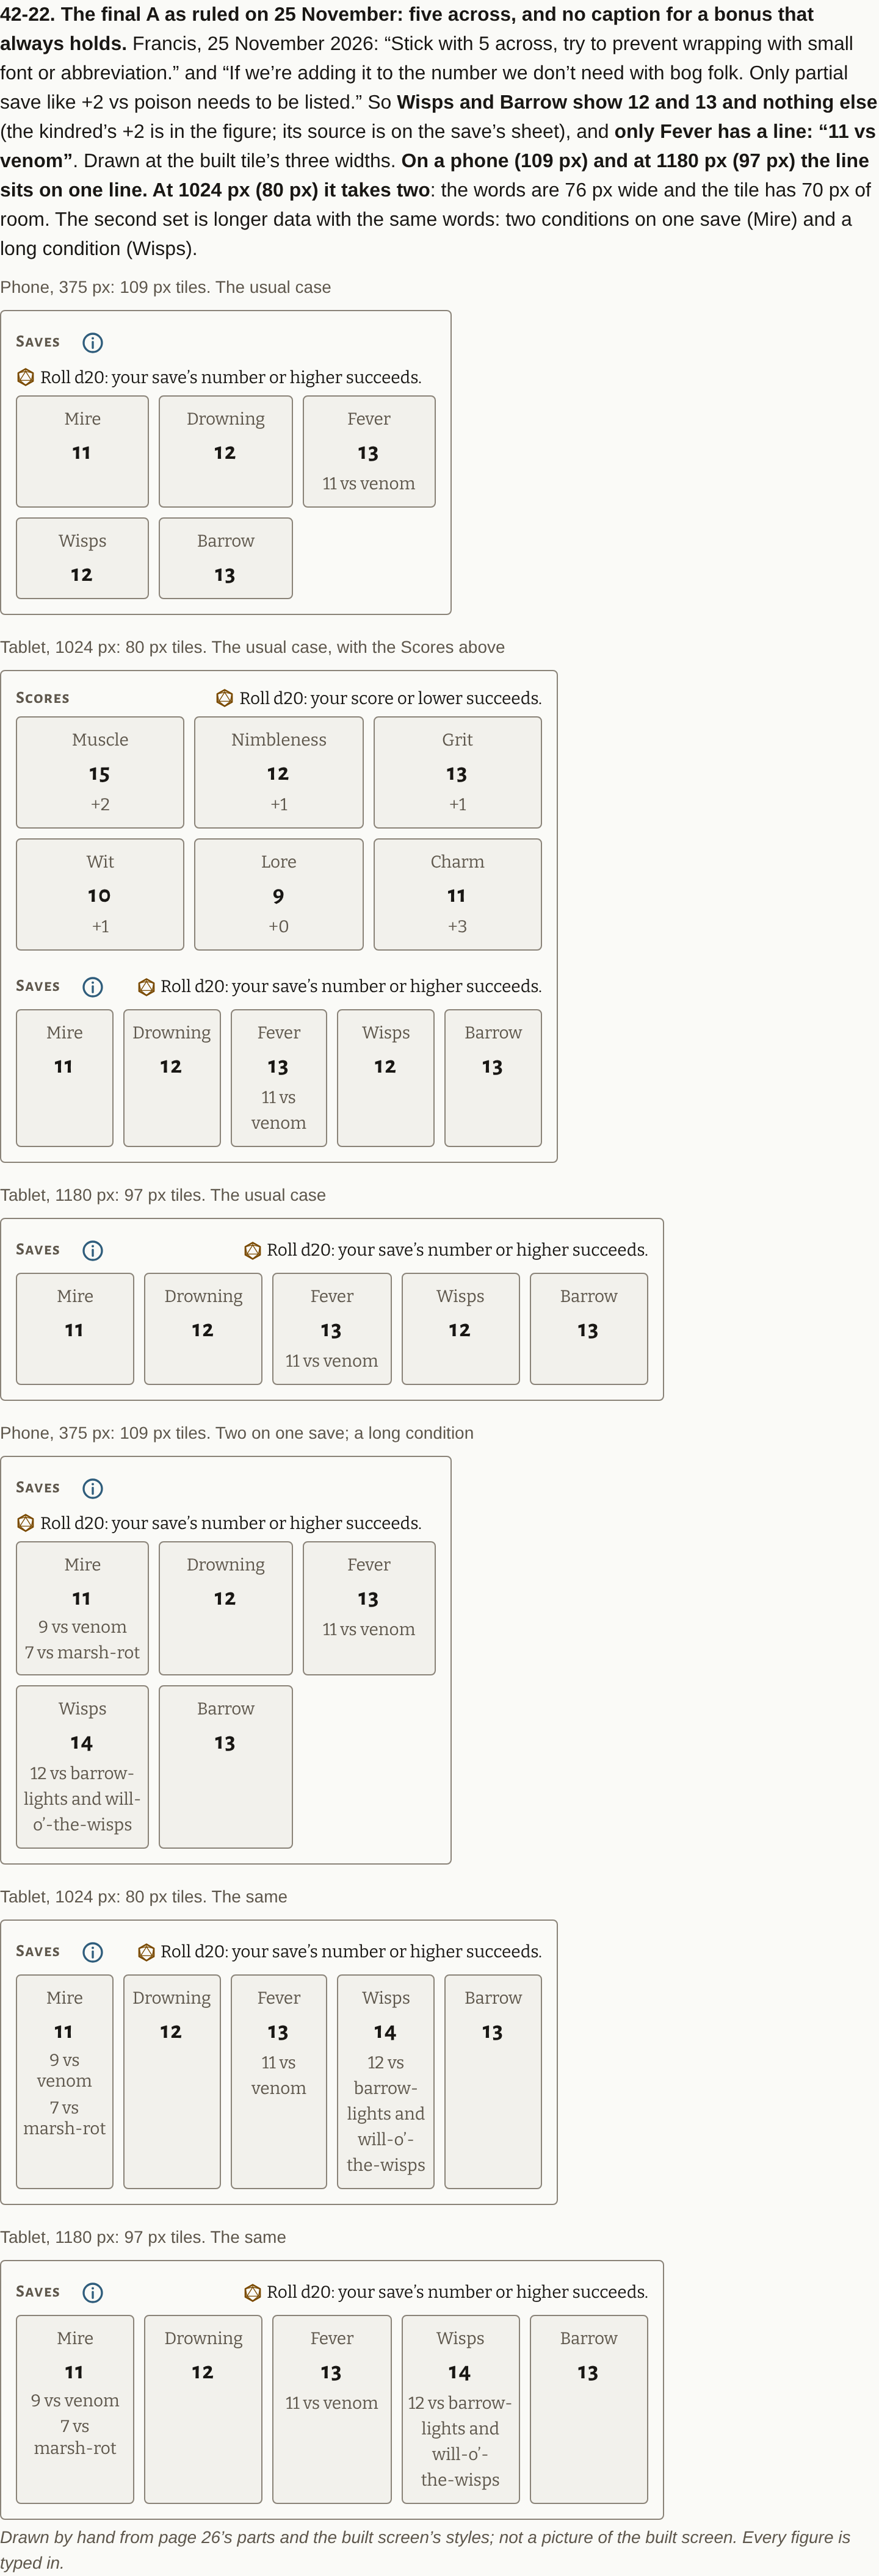 42-22. The final A as ruled on 25 November: five across, and no caption for a bonus that
always holds. Francis, 25 November 2026: “Stick with 5 across, try to prevent wrapping with small
font or abbreviation.” and “If we’re adding it to the number we don’t need with bog folk. Only partial
save like +2 vs poison needs to be listed.” So Wisps and Barrow show 12 and 13 and nothing else
(the kindred’s +2 is in the figure; its source is on the save’s sheet), and only Fever has a line: “11 vs
venom”. Drawn at the built tile’s three widths. On a phone (109 px) and at 1180 px (97 px) the line
sits on one line. At 1024 px (80 px) it takes two: the words are 76 px wide and the tile has 70 px of
room. The second set is longer data with the same words: two conditions on one save (Mire) and a
long condition (Wisps).
Phone, 375 px: 109 px tiles. The usual case
Saves
Roll d20: your save’s number or higher succeeds.
Mire Drowning Fever
11 12 13
11 vs venom
Wisps Barrow
12 13
Tablet, 1024 px: 80 px tiles. The usual case, with the Scores above
Scores Roll d20: your score or lower succeeds.
Muscle Nimbleness Grit
15 12 13
+2 +1 +1
Wit Lore Charm
10 9 11
+1 +0 +3
Saves Roll d20: your save’s number or higher succeeds.
Mire Drowning Fever Wisps Barrow
11 12 13 12 13
11 vs
venom
Tablet, 1180 px: 97 px tiles. The usual case
Saves Roll d20: your save’s number or higher succeeds.
Mire Drowning Fever Wisps Barrow
11 12 13 12 13
11 vs venom
Phone, 375 px: 109 px tiles. Two on one save; a long condition
Saves
Roll d20: your save’s number or higher succeeds.
Mire Drowning Fever
11 12 13
9 vs venom 11 vs venom
7 vs marsh-rot
Wisps Barrow
14 13
12 vs barrow-
lights and will-
o’-the-wisps
Tablet, 1024 px: 80 px tiles. The same
Saves Roll d20: your save’s number or higher succeeds.
Mire Drowning Fever Wisps Barrow
11 12 13 14 13
9 vs 11 vs 12 vs
venom venom barrow-
7 vs lights and
marsh-rot will-o’-
the-wisps
Tablet, 1180 px: 97 px tiles. The same
Saves Roll d20: your save’s number or higher succeeds.
Mire Drowning Fever Wisps Barrow
11 12 13 14 13
9 vs venom 11 vs venom 12 vs barrow-
7 vs lights and
marsh-rot will-o’-
the-wisps
Drawn by hand from page 26’s parts and the built screen’s styles; not a picture of the built screen. Every figure is
typed in.